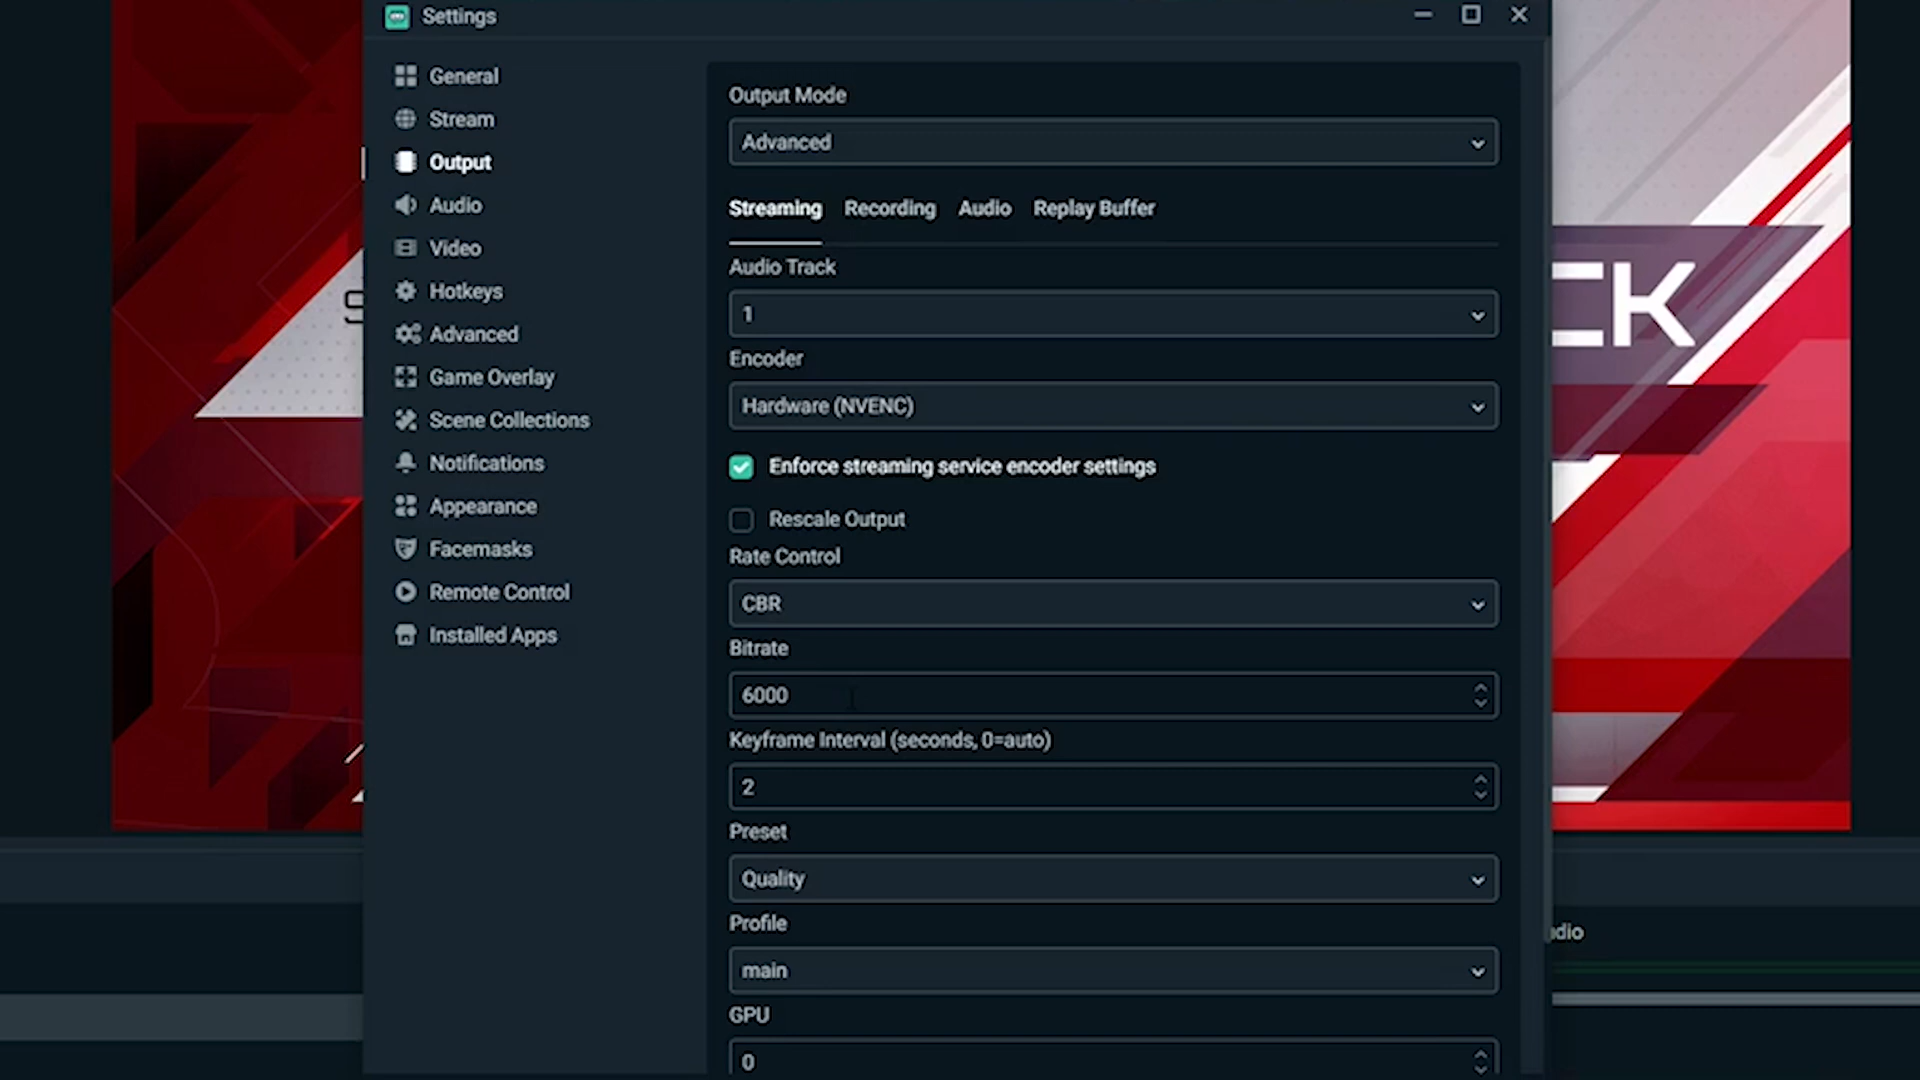 Settings
General
Stream
Output
Audio
Video
Hotkeys
Advanced
Game Overlay
Scene Collections
Notifications
Appearance
Facemasks
Remote Control
Installed Apps
Output Mode
Advanced
Streaming Recording Audio Replay Buffer
Audio Track
1
Encoder
Hardware (NVENC)
Enforce streaming service encoder settings
Rescale Output
Rate Control
CBR
Bitrate
6000
Keyframe Interval (seconds, 0=auto)
2
Preset
Quality
Profile
main
GPU
0
CK
dio